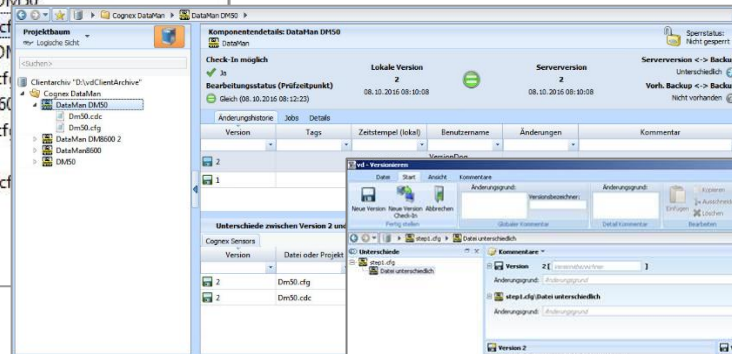 Cognex DataMan
DataMan DM50
Projektbaum
Logische Sicht
<Suchen>
Clientarchiv "D:\vdClientArchive"
Cognex DataMan
DataMan DM50
Dm50.cdc
Dm50.cfg
DataMan DM8600 2
DataMan8600
DM50
Komponentendetails: DataMan DM50
DataMan
Sperrstatus:
Nicht gesperrt
Check-In möglich
Ja
Bearbeitungsstatus (Prüfzeitpunkt)
Gleich (08.10.2016 08:12:23)
Lokale Version
2
08.10.2016 08:10:08
Serverversion
2
08.10.2016 08:10:08
Serverversion <-> Backu
Unterschiedlich
Vorh. Backup <-> Backu
Nicht vorhanden
Änderungshistorie Jobs Details
Version Tags Zeitstempel (lokal) Benutzername Änderungen Kommentar
2
1
Unterschiede zwischen Version 2 und
Cognex Sensors
Version Datei oder Projekt
2 Dm50.cfg
2 Dm50.cdc
vd - Versionieren
Datei Start Ansicht Kommentare
Neue Version Neue Version Abbrechen
Check-In
Fertig stellen
Änderungsgrund:
Versionsbezeichner:
Globaler Kommentar
Änderungsgrund:
Detail Kommentar
Einfügen
Kopieren
Ausschneid
Löschen
Bearbeiten
step1.cfg Datei unterschiedlich
Unterschiede
step1.cfg
Datei unterschiedlich
Kommentare
Version 2 [ Versionsbezeichner ]
Änderungsgrund: Änderungsgrund
step1.cfg\Datei unterschiedlich
Änderungsgrund: Änderungsgrund
Version 2